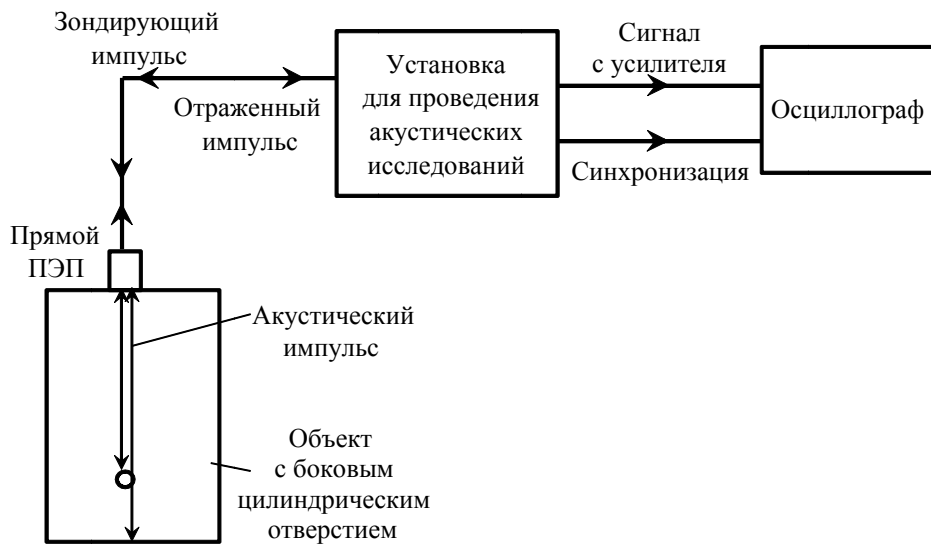 Зондирующий
импульс
Отраженный
импульс
Установка
для проведения
акустических
исследований
Сигнал
с усилителя
Синхронизация
Осциллограф
Прямой
ПЭП
Акустический
импульс
Объект
с боковым
цилиндрическим
отверстием